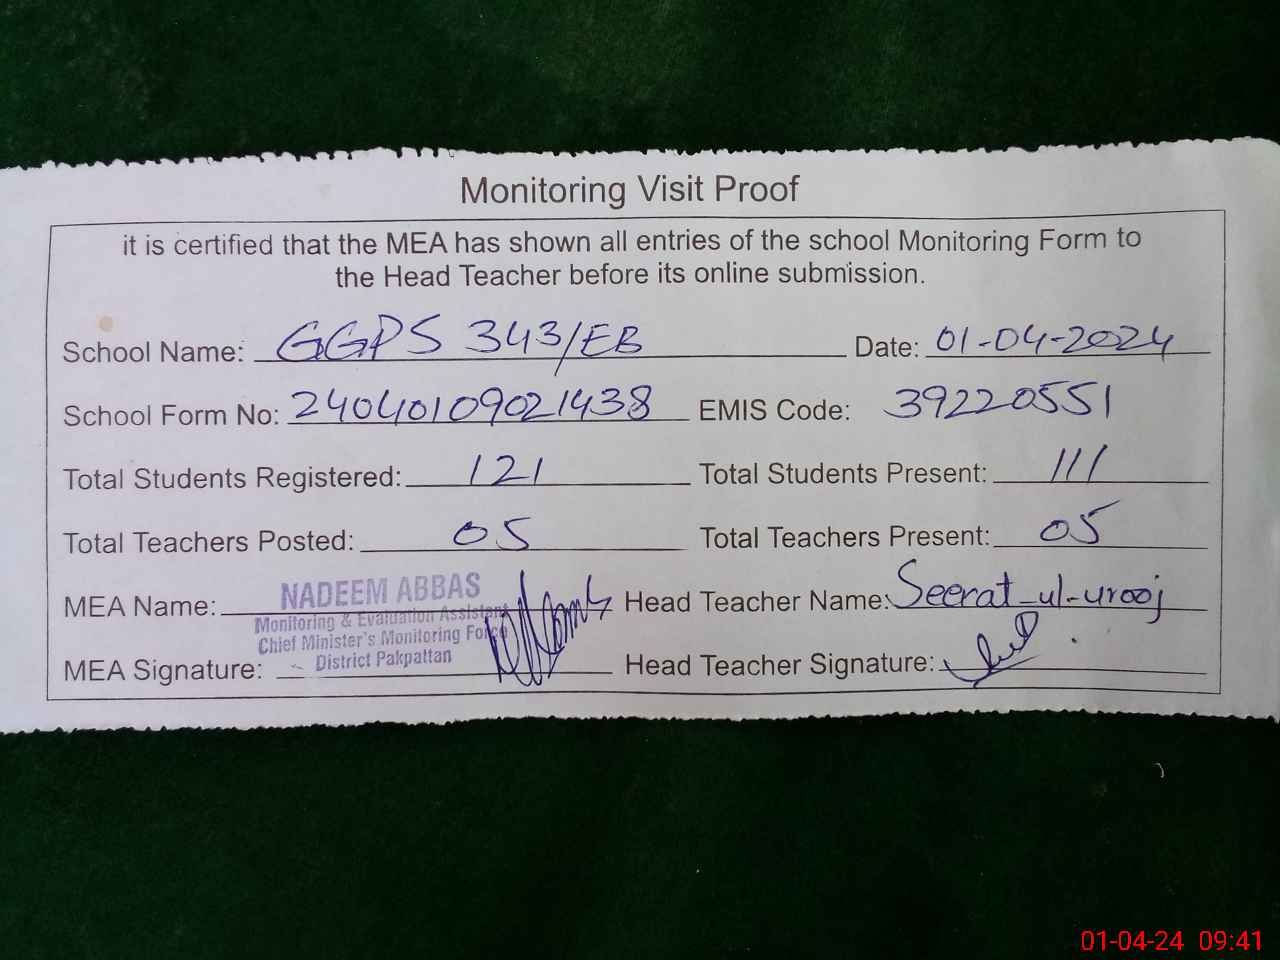 Monitoring Visit Proof
it is certified that the MEA has shown all entries of the school Monitoring Form to
the Head Teacher before its online submission.
School Name: GGPS 343/EB Date: 01-04-2024
School Form No: 24040109021438 EMIS Code: 39220551
Total Students Registered: 121 Total Students Present: 111
Total Teachers Posted: 05 Total Teachers Present: 05
MEA Name: NADEEM ABBAS Head Teacher Name: Seerat-ul-urooj
Monitoring & Evaluation Assistant
Chief Minister's Monitoring Force
District Pakpattan
MEA Signature: Head Teacher Signature:
01-04-24 09:41